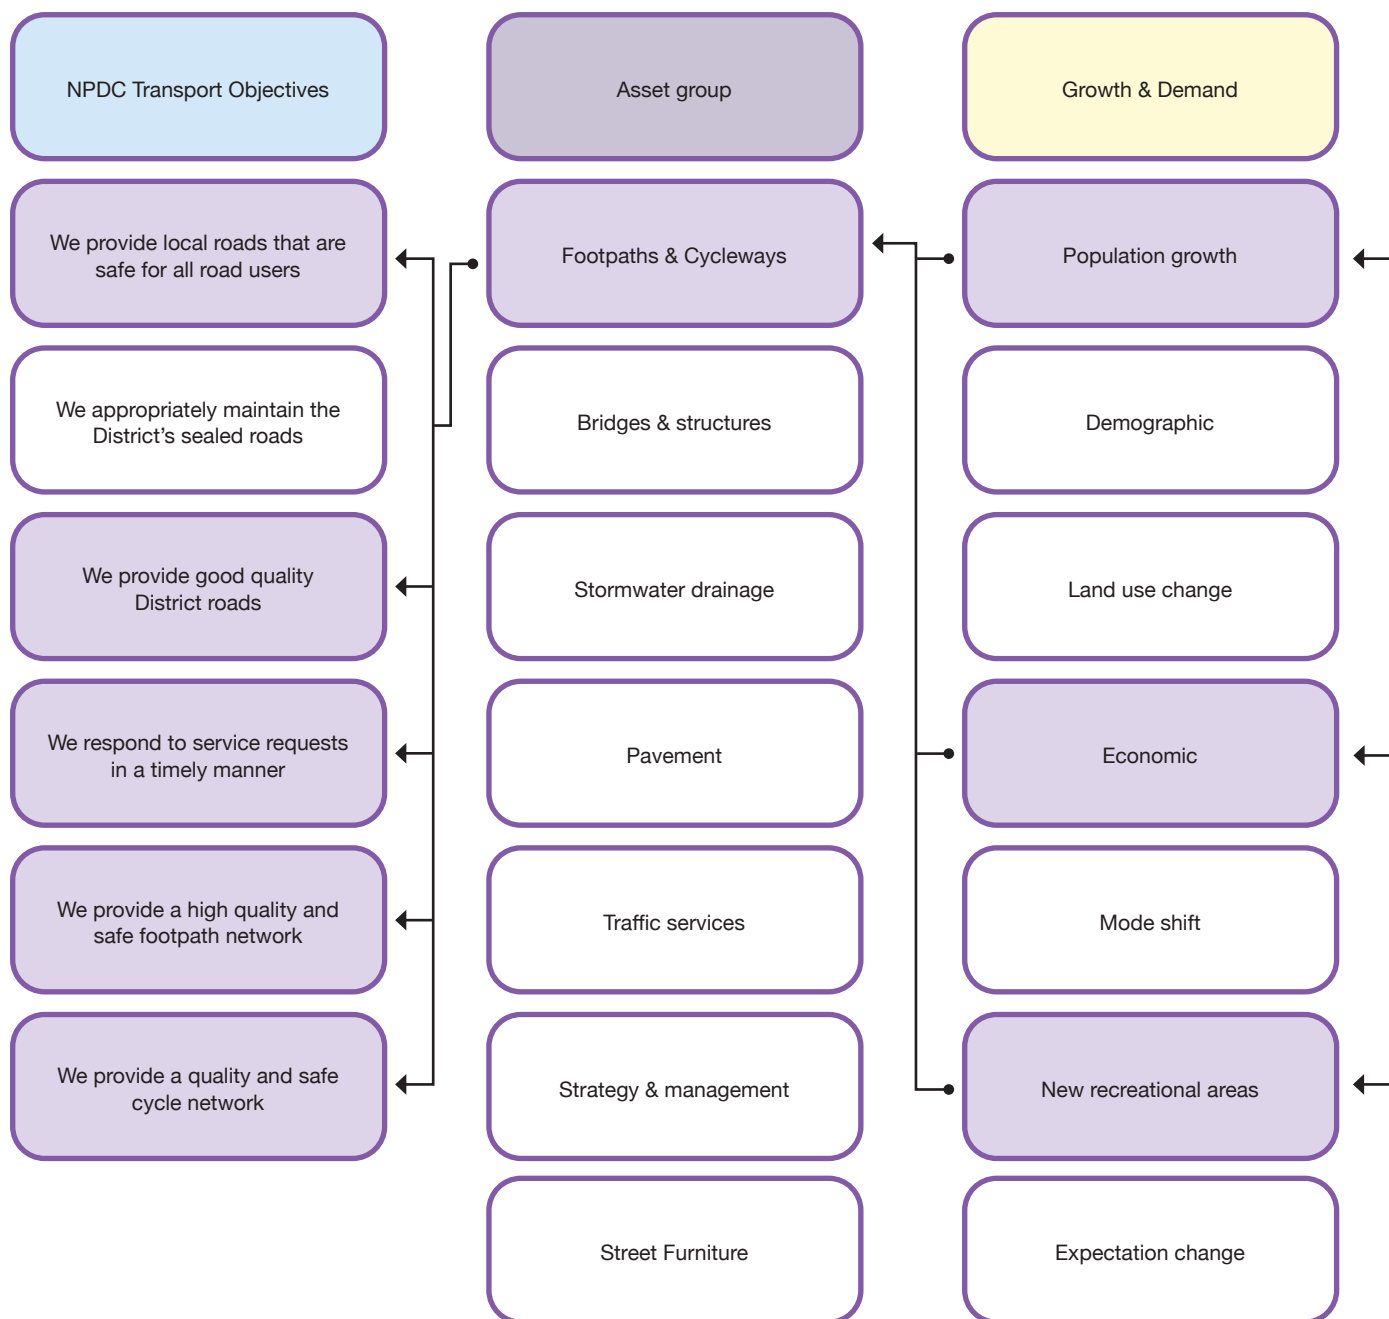 NPDC Transport Objectives
Asset group
Growth & Demand
We provide local roads that are
safe for all road users
Footpaths & Cycleways
Population growth
We appropriately maintain the
District’s sealed roads
Bridges & structures
Demographic
We provide good quality
District roads
Stormwater drainage
Land use change
We respond to service requests
in a timely manner
Pavement
Economic
We provide a high quality and
safe footpath network
Traffic services
Mode shift
We provide a quality and safe
cycle network
Strategy & management
New recreational areas
Street Furniture
Expectation change